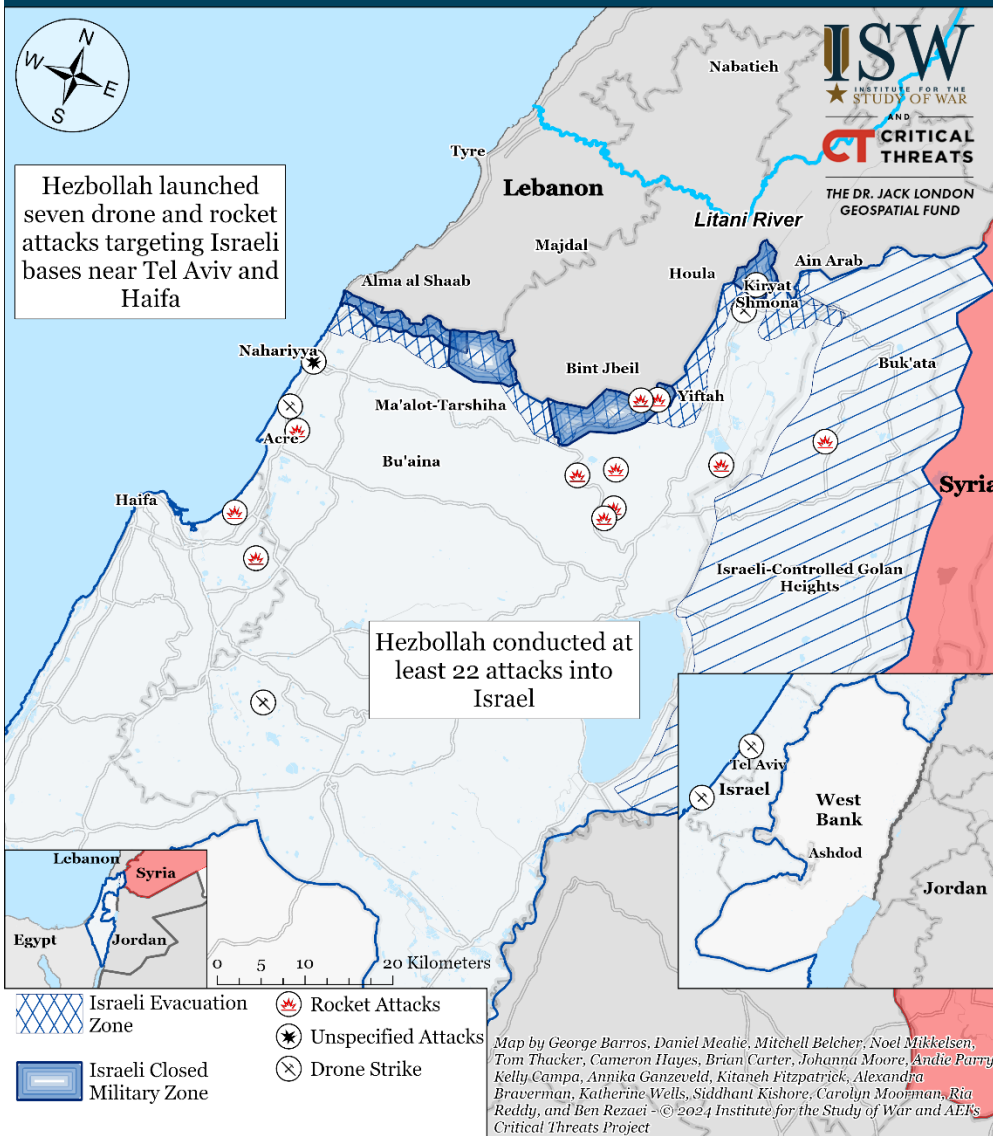 N
W
E
S
ISW
INSTITUTE FOR THE
STUDY OF WAR
AND
CT CRITICAL
THREATS
THE DR. JACK LONDON
GEOSPATIAL FUND
Nabatieh
Tyre
Lebanon
Litani River
Hezbollah launched
seven drone and rocket
attacks targeting Israeli
bases near Tel Aviv and
Haifa
Majdal
Houla
Ain Arab
Alma al Shaab
Kiryat
Shmona
Nahariyya
Bint Jbeil
Buk'ata
Ma'alot-Tarshiha
Yiftah
Acre
Bu'aina
Haifa
Syria
Israeli-Controlled Golan
Heights
Hezbollah conducted at
least 22 attacks into
Israel
Tel Aviv
Israel
West
Bank
Ashdod
Jordan
Lebanon
Syria
Egypt
Jordan
0 5 10 20 Kilometers
Israeli Evacuation
Zone
Israeli Closed
Military Zone
Rocket Attacks
Unspecified Attacks
Drone Strike
Map by George Barros, Daniel Mealie, Mitchell Belcher, Noel Mikkelsen,
Tom Thacker, Cameron Hayes, Brian Carter, Johanna Moore, Andie Parry
Kelly Campa, Annika Ganzeveld, Kitaneh Fitzpatrick, Alexandra
Braverman, Katherine Wells, Siddhant Kishore, Carolyn Moorman, Ria
Reddy, and Ben Rezaei - © 2024 Institute for the Study of War and AEI's
Critical Threats Project